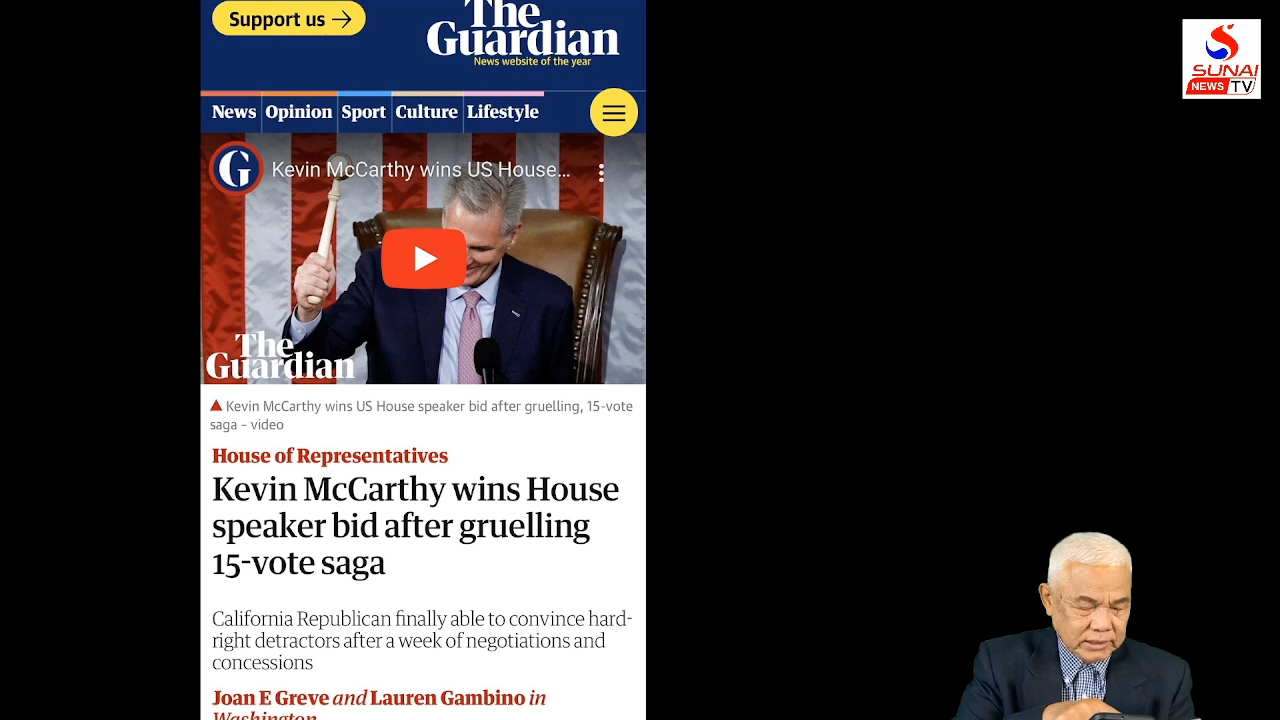 Support us →
The
Guardian
News website of the year
News Opinion Sport Culture Lifestyle
G Kevin McCarthy wins US House...
The
Guardian
Kevin McCarthy wins US House speaker bid after gruelling, 15-vote
saga – video
House of Representatives
Kevin McCarthy wins House
speaker bid after gruelling
15-vote saga
California Republican finally able to convince hard-
right detractors after a week of negotiations and
concessions
Joan E Greve and Lauren Gambino in
Washington
SUNAI
NEWS TV